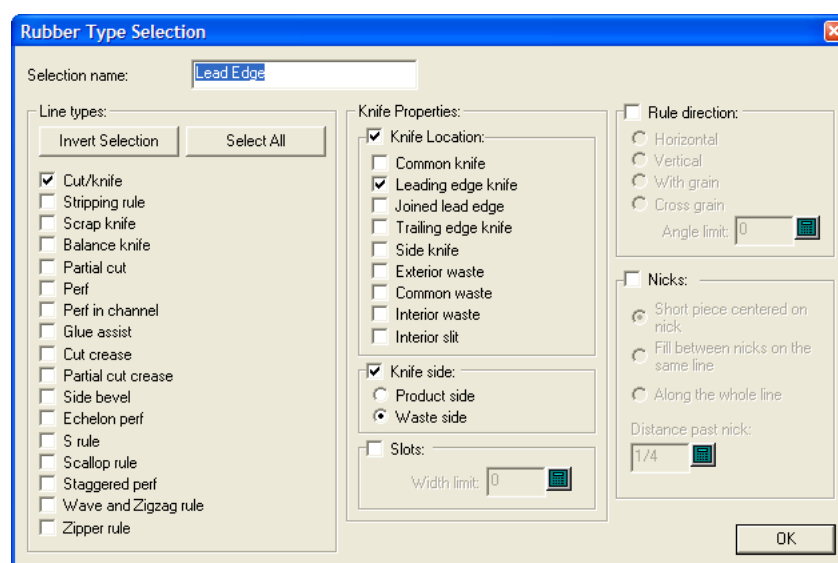 Rubber Type Selection
Selection name:
Lead Edge
Line types:
Invert Selection
Select All
Cut/knife
Stripping rule
Scrap knife
Balance knife
Partial cut
Perf
Perf in channel
Glue assist
Cut crease
Partial cut crease
Side bevel
Echelon perf
S rule
Scallop rule
Staggered perf
Wave and Zigzag rule
Zipper rule
Knife Properties:
Knife Location:
Common knife
Leading edge knife
Joined lead edge
Trailing edge knife
Side knife
Exterior waste
Common waste
Interior waste
Interior slit
Knife side:
Product side
Waste side
Slots:
Width limit: 0
Rule direction:
Horizontal
Vertical
With grain
Cross grain
Angle limit: 0
Nicks:
Short piece centered on
nick
Fill between nicks on the
same line
Along the whole line
Distance past nick:
1/4
OK